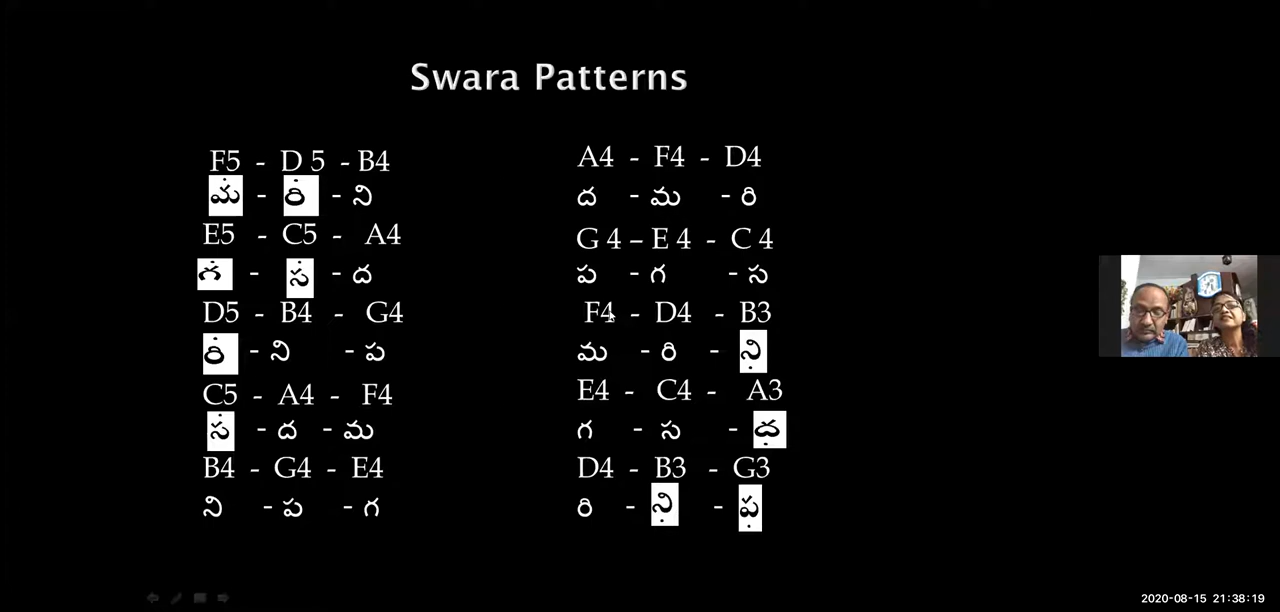 Swara Patterns
F5 - D 5 - B4
మ̇ - రి̇ - ని
E5 - C5 - A4
గ̇ - స̇ - ద
D5 - B4 - G4
రి̇ - ని - ప
C5 - A4 - F4
స̇ - ద - మ
B4 - G4 - E4
ని - ప - గ
A4 - F4 - D4
ద - మ - రి
G 4 – E 4 - C 4
ప - గ - స
F4 - D4 - B3
మ - రి - ని̣
E4 - C4 - A3
గ - స - ద̣
D4 - B3 - G3
రి - ని̣ - ప̣
2020-08-15 21:38:19